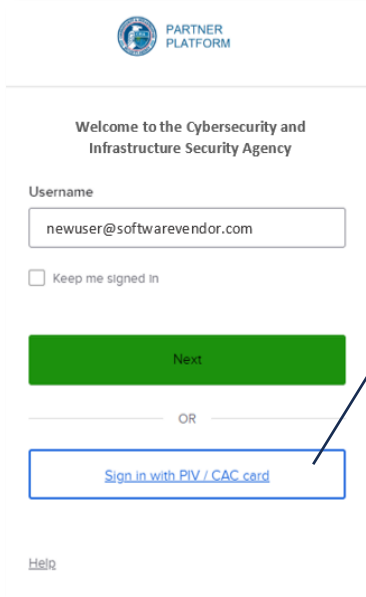 PARTNER
PLATFORM
Welcome to the Cybersecurity and
Infrastructure Security Agency
Username
newuser@softwarevendor.com
Keep me signed in
Next
OR
Sign in with PIV / CAC card
Help